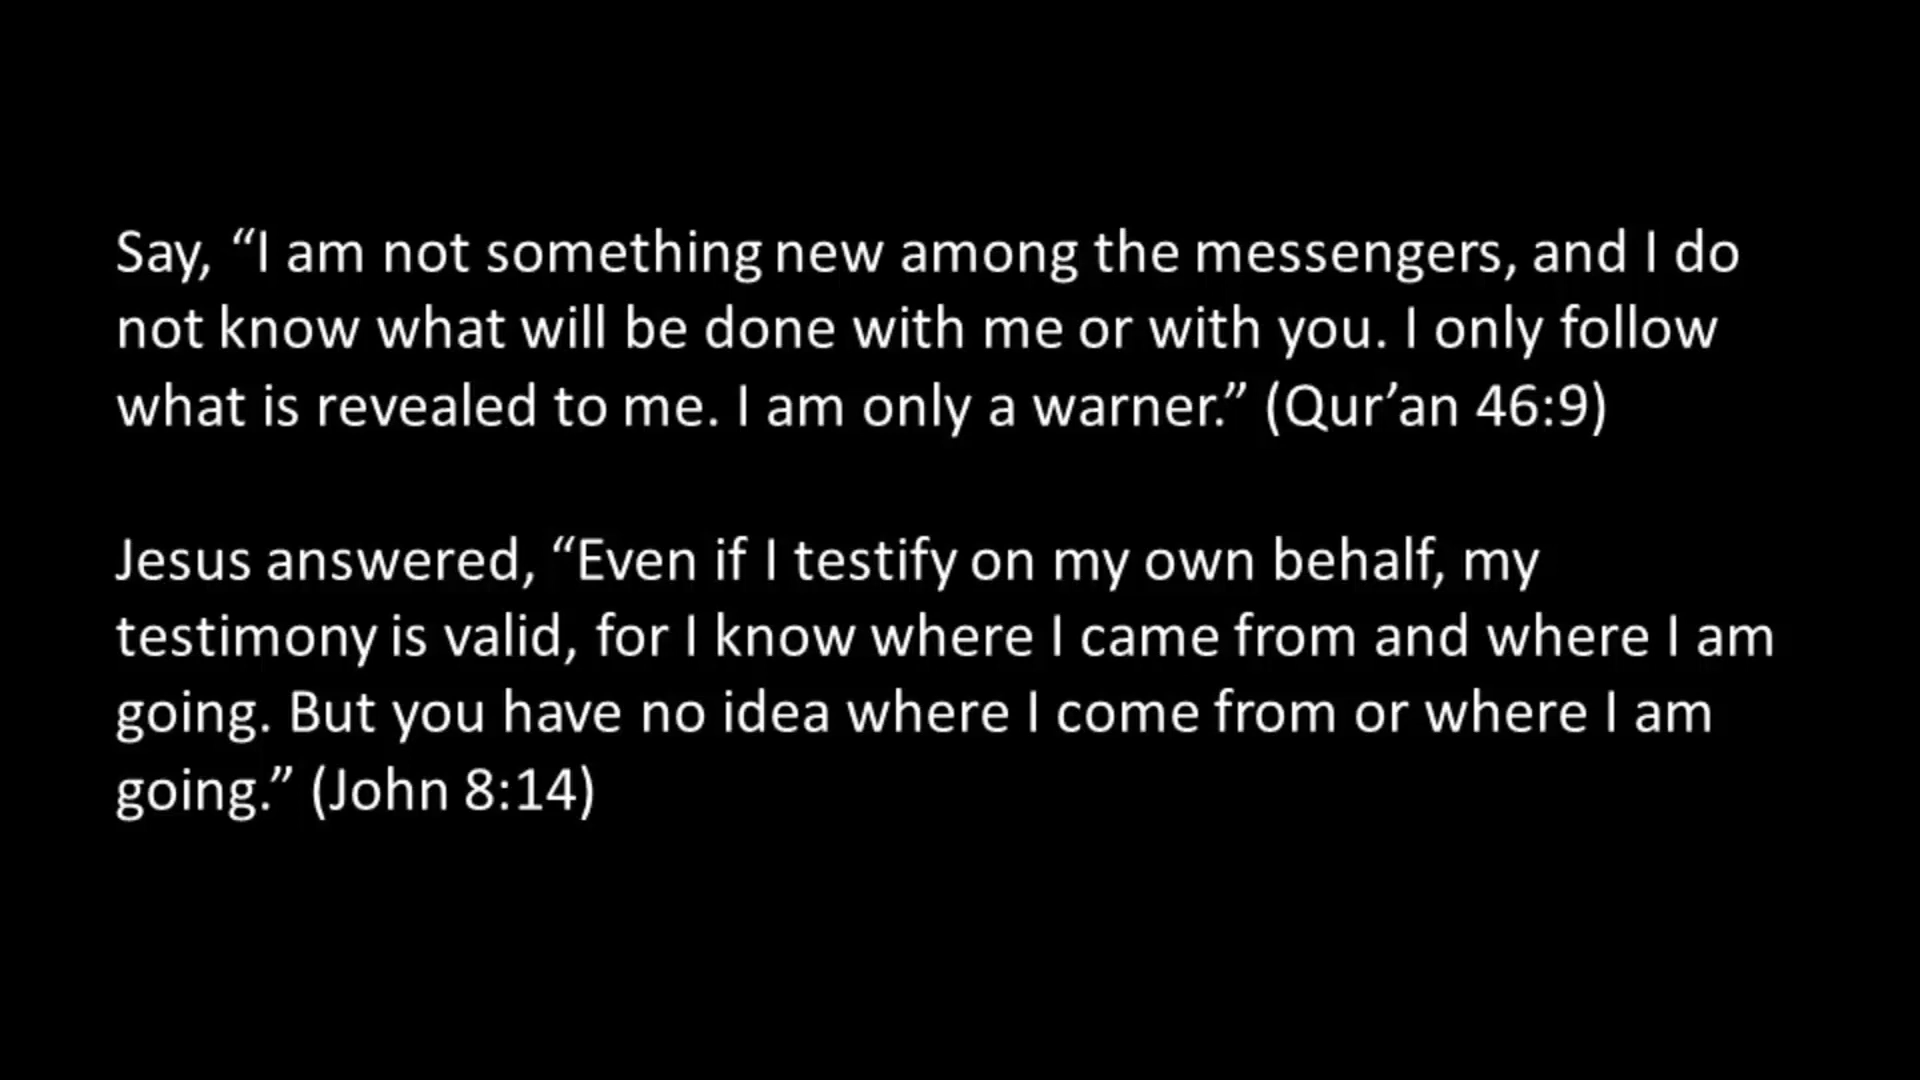 Say, “I am not something new among the messengers, and I do
not know what will be done with me or with you. I only follow
what is revealed to me. I am only a warner.” (Qur’an 46:9)
Jesus answered, “Even if I testify on my own behalf, my
testimony is valid, for I know where I came from and where I am
going. But you have no idea where I come from or where I am
going.” (John 8:14)